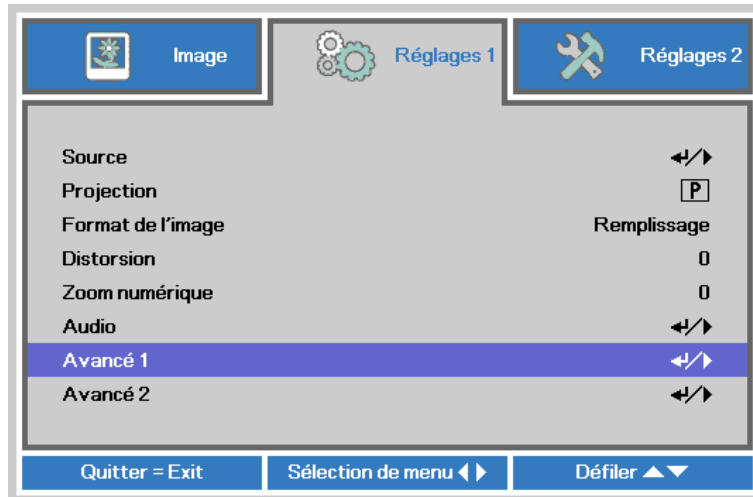 Image
Réglages 1
Réglages 2
Source
Projection P
Format de l'image Remplissage
Distorsion 0
Zoom numérique 0
Audio
Avancé 1
Avancé 2
Quitter = Exit
Sélection de menu
Défiler